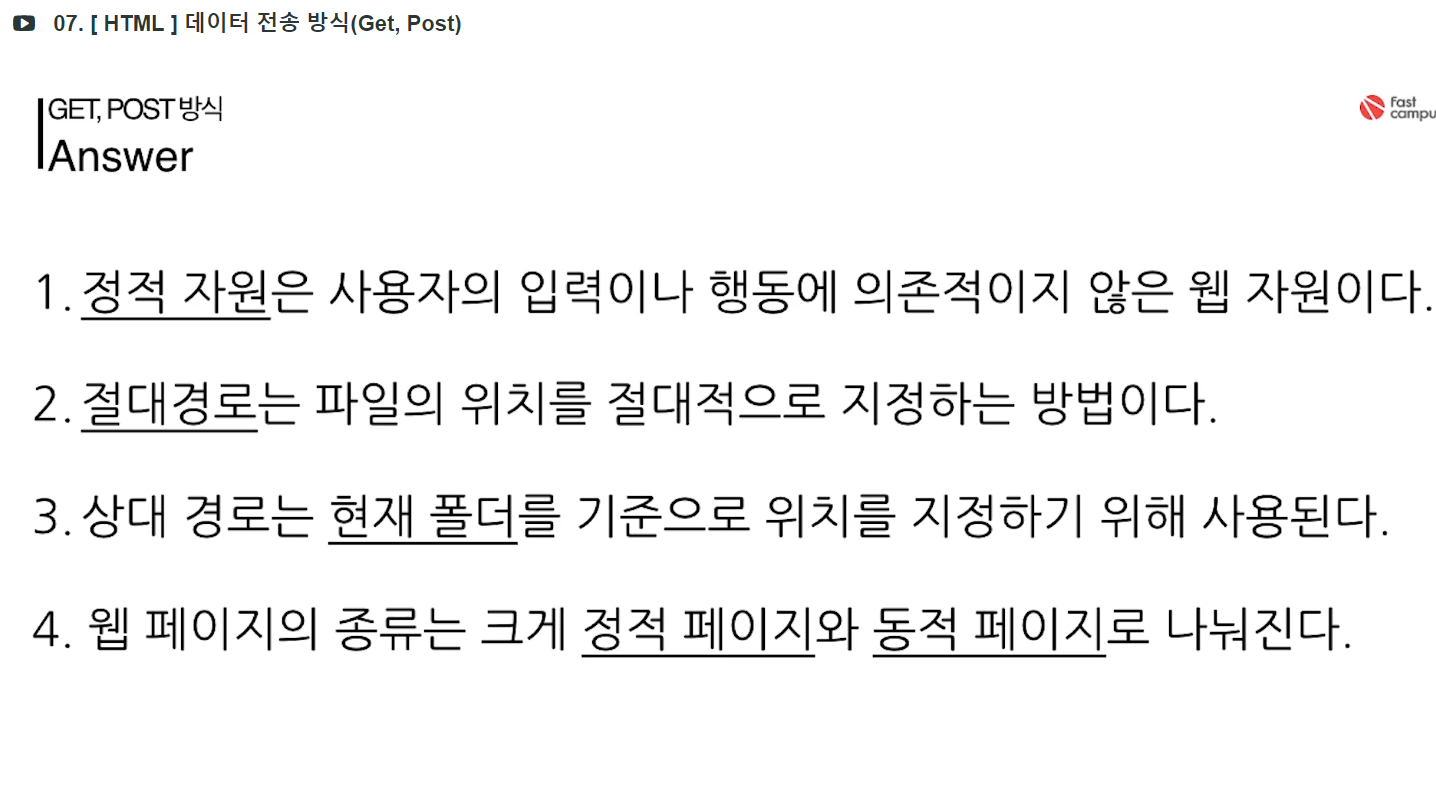 07. [ HTML ] 데이터 전송 방식(Get, Post)
GET, POST 방식
Answer
Fast
campu
1. 정적 자원은 사용자의 입력이나 행동에 의존적이지 않은 웹 자원이다.
2. 절대경로는 파일의 위치를 절대적으로 지정하는 방법이다.
3. 상대 경로는 현재 폴더를 기준으로 위치를 지정하기 위해 사용된다.
4. 웹 페이지의 종류는 크게 정적 페이지와 동적 페이지로 나눠진다.